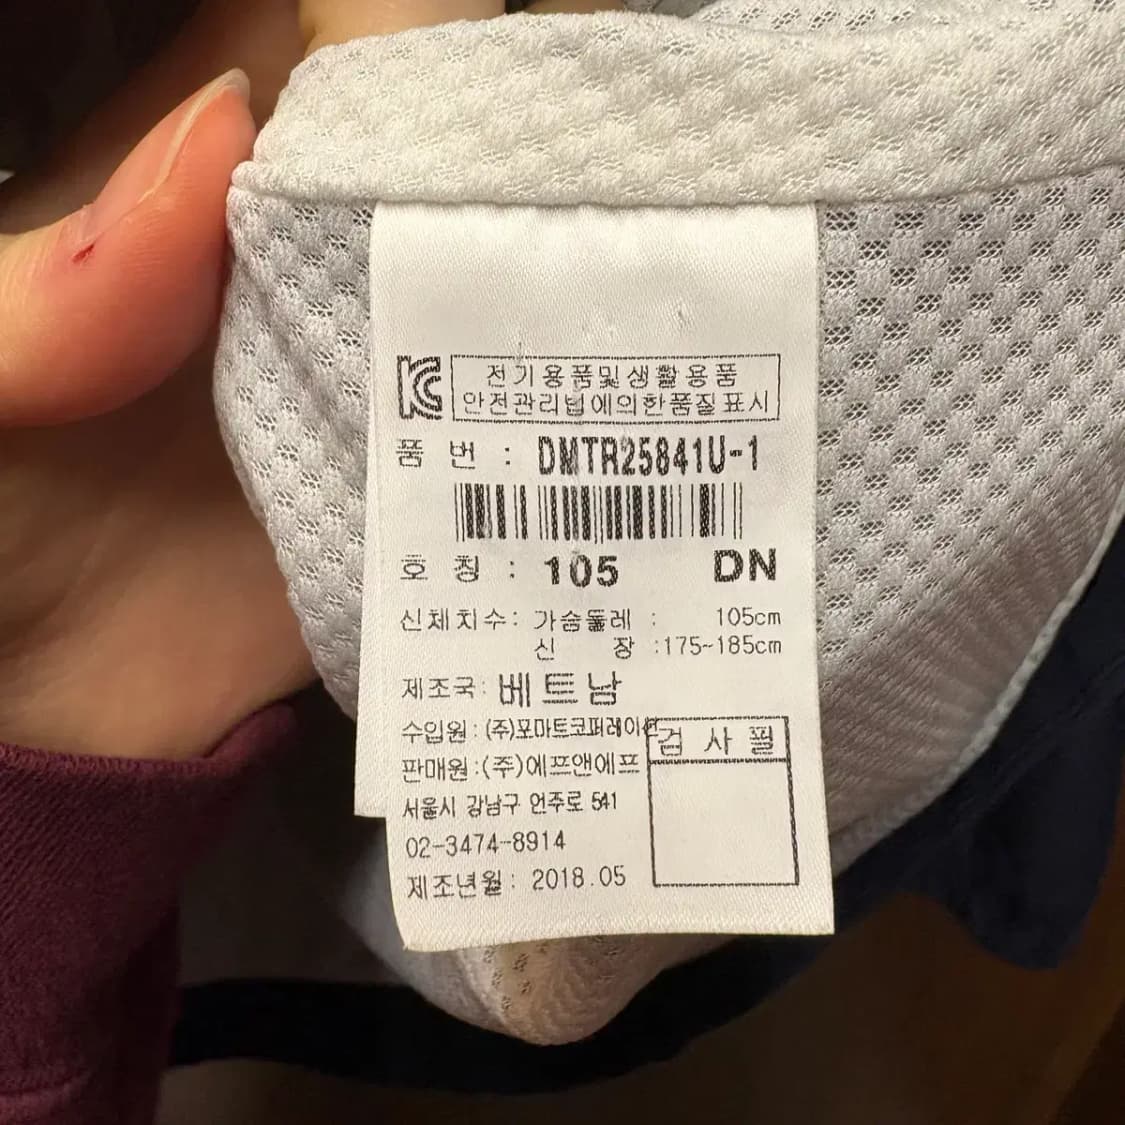 KC 전기용품및생활용품
안전관리법에의한품질표시
품 번 : DMTR25841U-1
호 칭 : 105 DN
신체치수: 가슴둘레 : 105cm
신 장 :175~185cm
제조국: 베트남
수입원 : (주)포마트코퍼레이션
검 사 필
판매원 :(주)에프앤에프
서울시 강남구 언주로 541
02-3474-8914
제조년월 : 2018.05